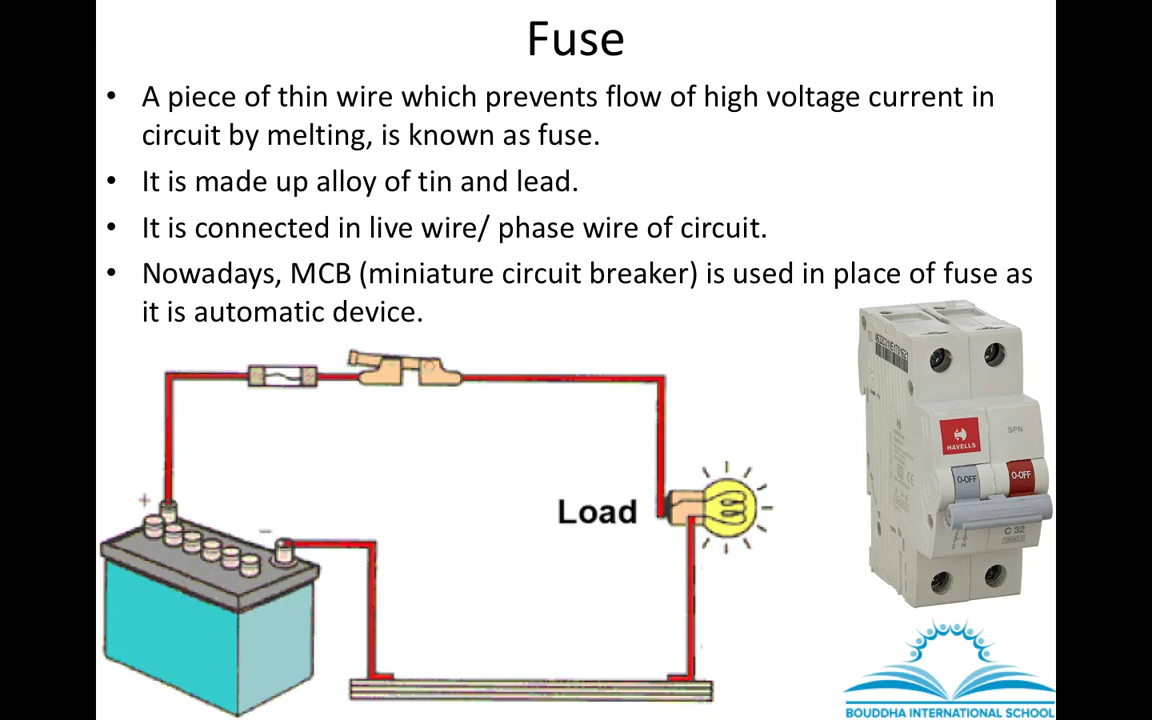 Fuse
• A piece of thin wire which prevents flow of high voltage current in
circuit by melting, is known as fuse.
• It is made up alloy of tin and lead.
• It is connected in live wire/ phase wire of circuit.
• Nowadays, MCB (miniature circuit breaker) is used in place of fuse as
it is automatic device.
+
−
Load
HAVELLS
SPN
O-OFF
O-OFF
C 32
BOUDDHA INTERNATIONAL SCHOOL